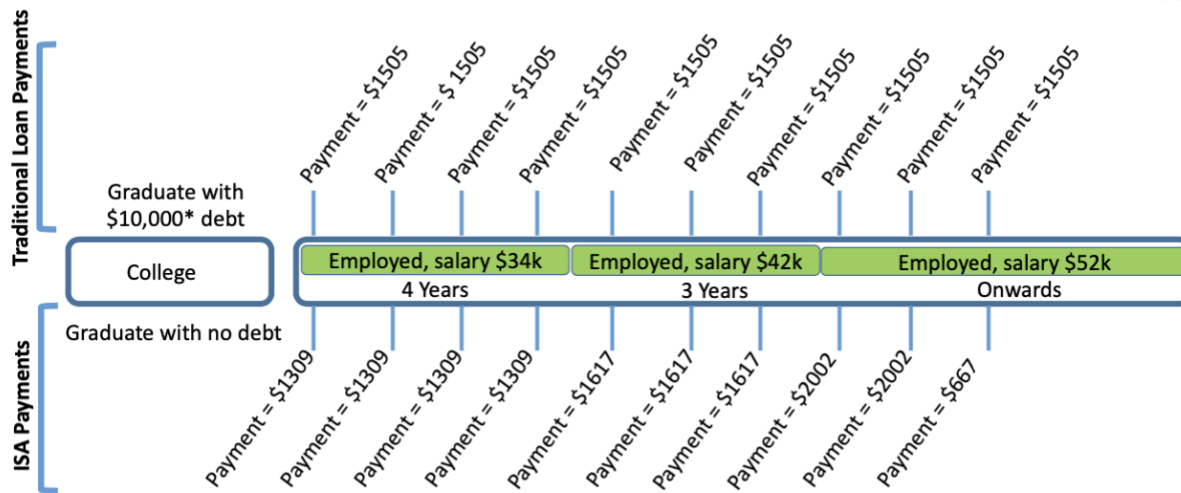 Traditional Loan Payments
Payment = $1505
Payment = $ 1505
Payment = $1505
Payment = $1505
Payment = $1505
Payment = $1505
Payment = $1505
Payment = $1505
Payment = $1505
Payment = $1505
Graduate with
$10,000* debt
College
Employed, salary $34k
Employed, salary $42k
Employed, salary $52k
4 Years
3 Years
Onwards
Graduate with no debt
ISA Payments
Payment = $1309
Payment = $1309
Payment = $1309
Payment = $1309
Payment = $1617
Payment = $1617
Payment = $1617
Payment = $2002
Payment = $2002
Payment = $667